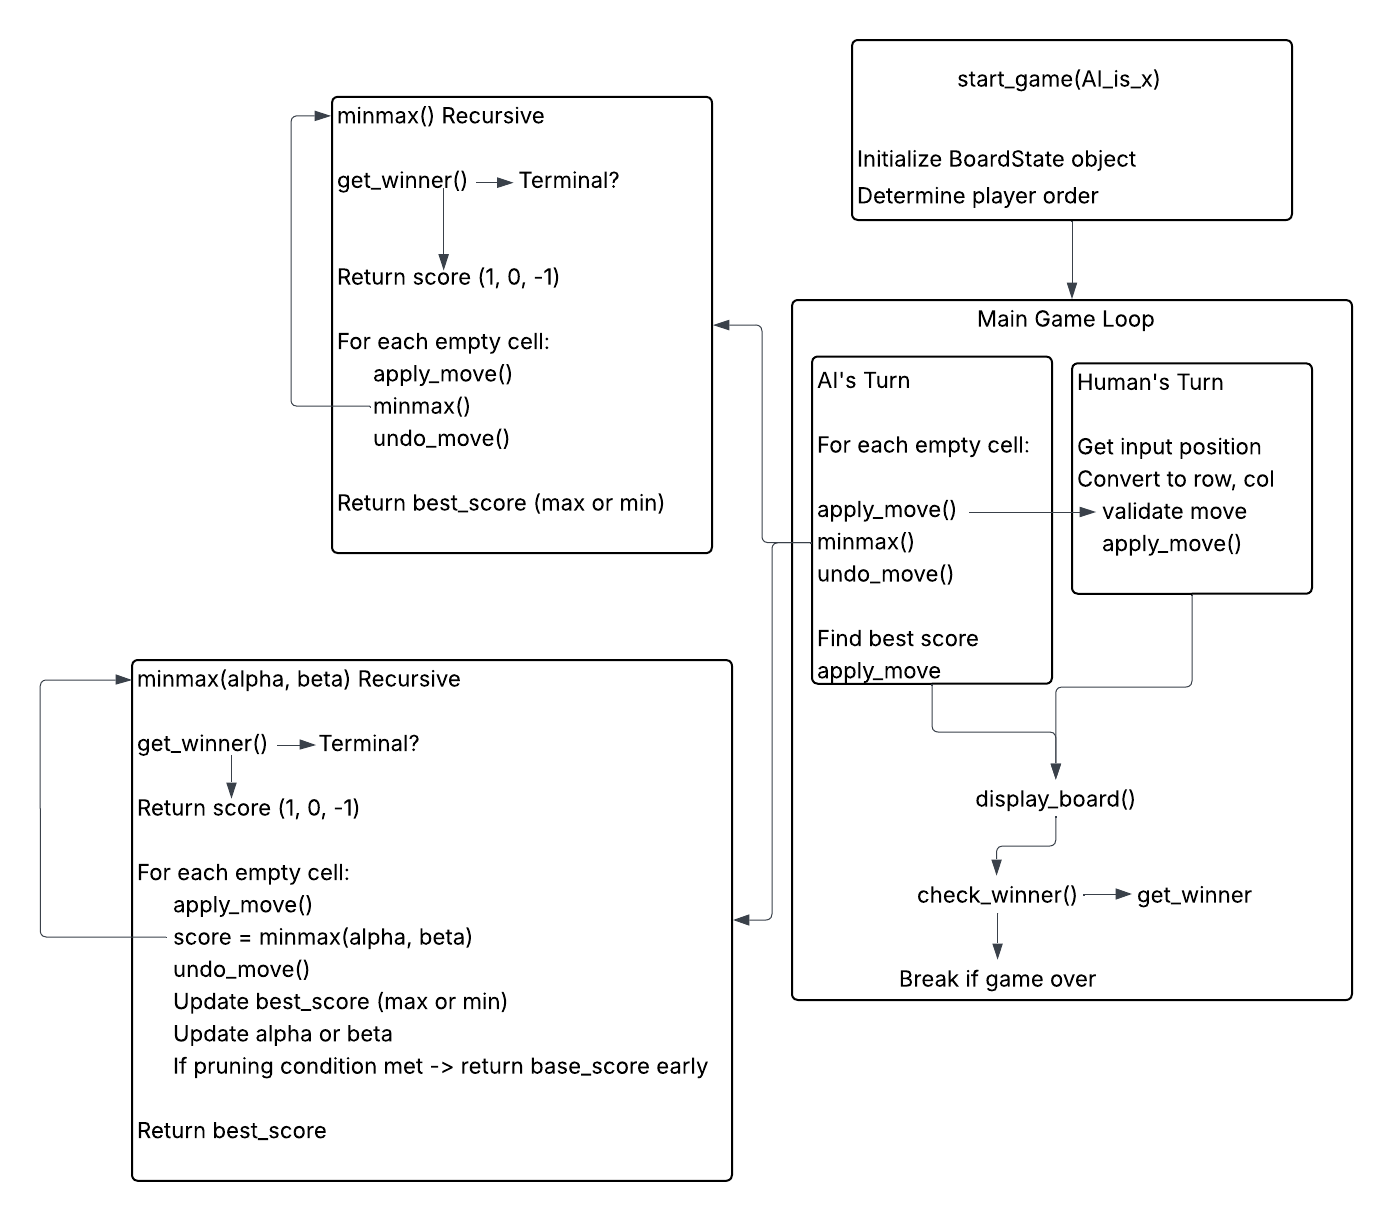 start_game(AI_is_x)
Initialize BoardState object
Determine player order
minmax() Recursive
get_winner()
Terminal?
Return score (1, 0, -1)
For each empty cell:
apply_move()
minmax()
undo_move()
Return best_score (max or min)
Main Game Loop
AI's Turn
For each empty cell:
apply_move()
minmax()
undo_move()
Find best score
apply_move
Human's Turn
Get input position
Convert to row, col
validate move
apply_move()
display_board()
check_winner()
get_winner
Break if game over
minmax(alpha, beta) Recursive
get_winner()
Terminal?
Return score (1, 0, -1)
For each empty cell:
apply_move()
score = minmax(alpha, beta)
undo_move()
Update best_score (max or min)
Update alpha or beta
If pruning condition met -> return base_score early
Return best_score